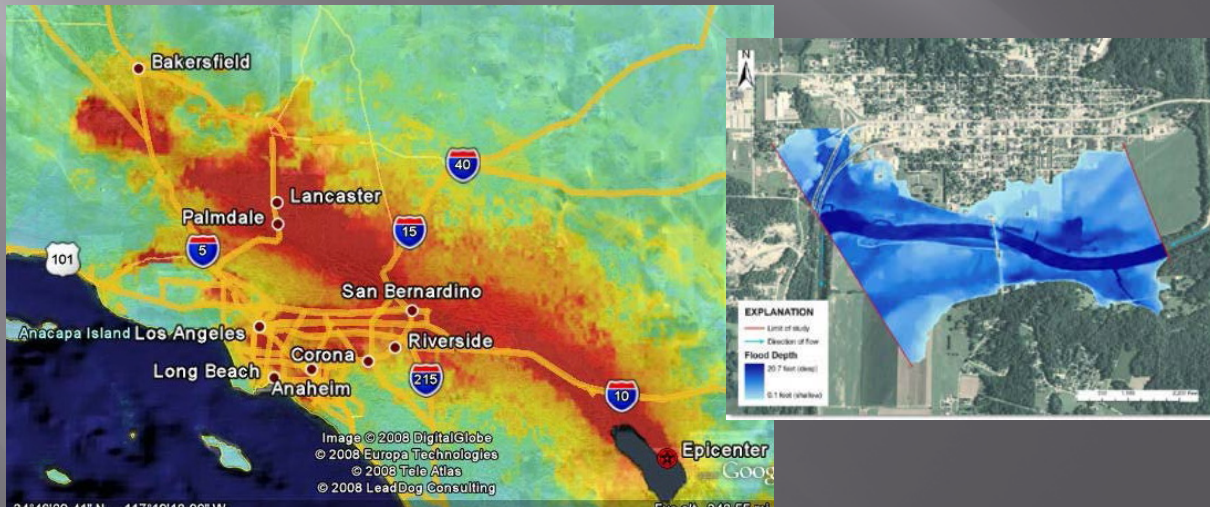 Bakersfield
40
Lancaster
Palmdale
15
5
101
San Bernardino
Anacapa Island
Los Angeles
Riverside
Corona
Long Beach
215
Anaheim
10
Epicenter
Image © 2008 DigitalGlobe
© 2008 Europa Technologies
© 2008 Tele Atlas
© 2008 LeadDog Consulting
Goog
N
EXPLANATION
Limit of study
Direction of flow
Flood Depth
20.7 feet (deep)
0.1 foot (shallow)